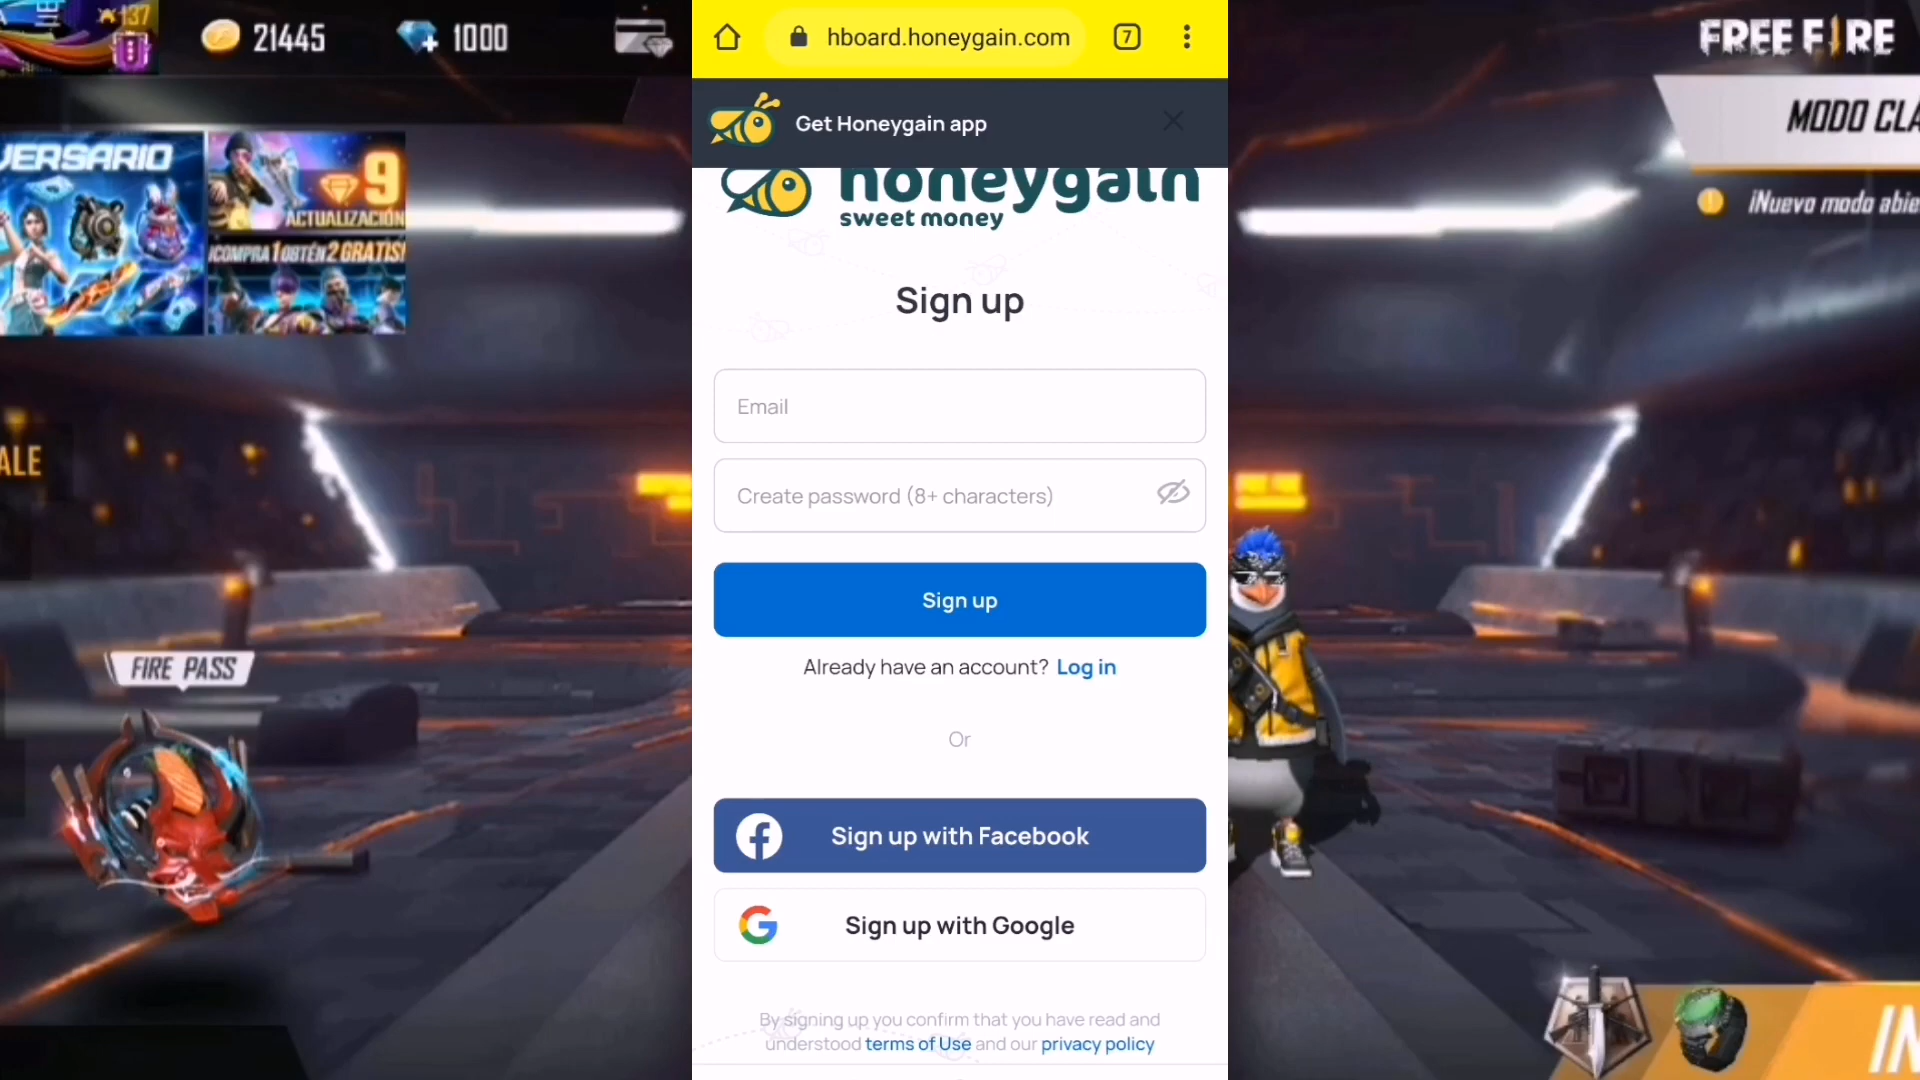 137
21445
1000
VERSARIO
9
ACTUALIZACIÓN
¡COMPRA 1 OBTÉN 2 GRATIS!
ALE
FIRE PASS
hboard.honeygain.com
7
Get Honeygain app
honeygain
sweet money
Sign up
Email
Create password (8+ characters)
Sign up
Already have an account? Log in
Or
Sign up with Facebook
Sign up with Google
By signing up you confirm that you have read and
understood terms of Use and our privacy policy
FREE FIRE
MODO CLA
¡Nuevo modo abie
IN